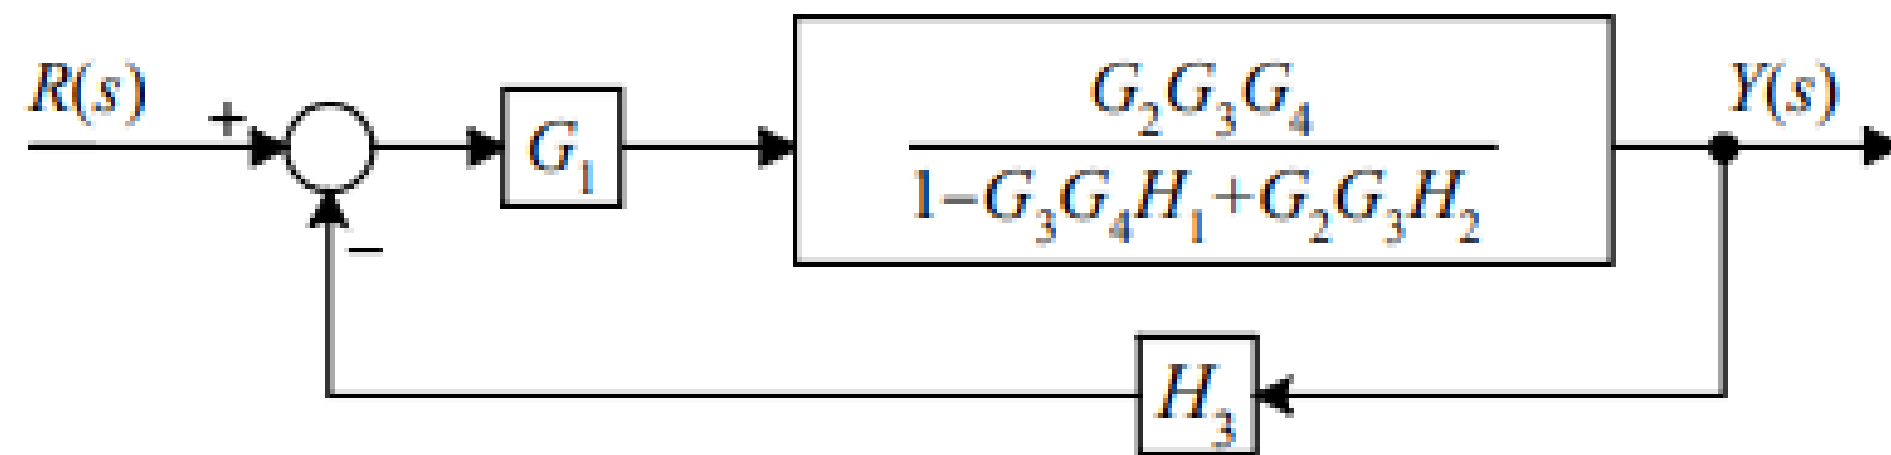 R(s)
+
−
G₁
G₂G₃G₄
1−G₃G₄H₁+G₂G₃H₂
Y(s)
H₃